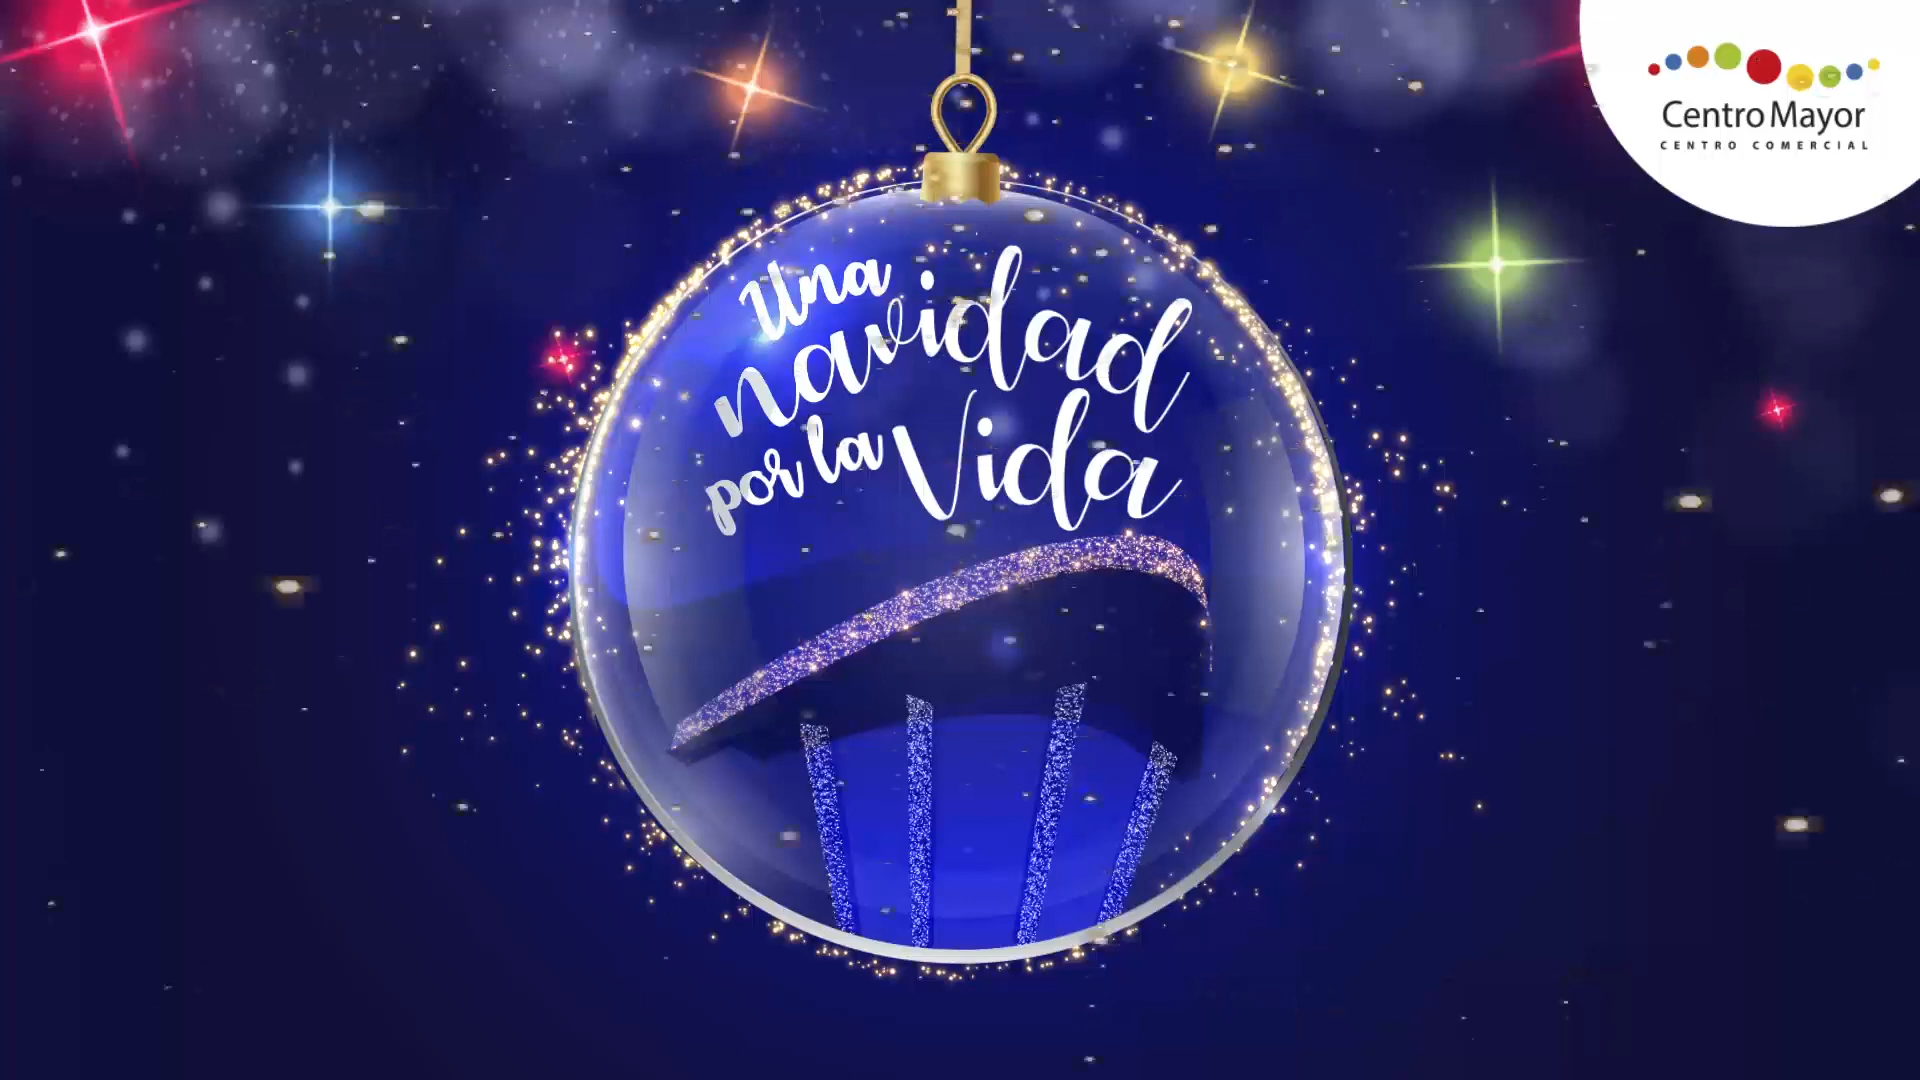 Una
navidad
por la Vida
Centro Mayor
CENTRO COMERCIAL